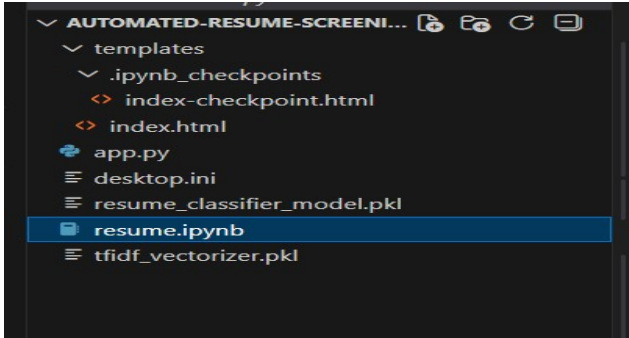 AUTOMATED-RESUME-SCREENI...
templates
.ipynb_checkpoints
<> index-checkpoint.html
<> index.html
app.py
desktop.ini
resume_classifier_model.pkl
resume.ipynb
tfidf_vectorizer.pkl